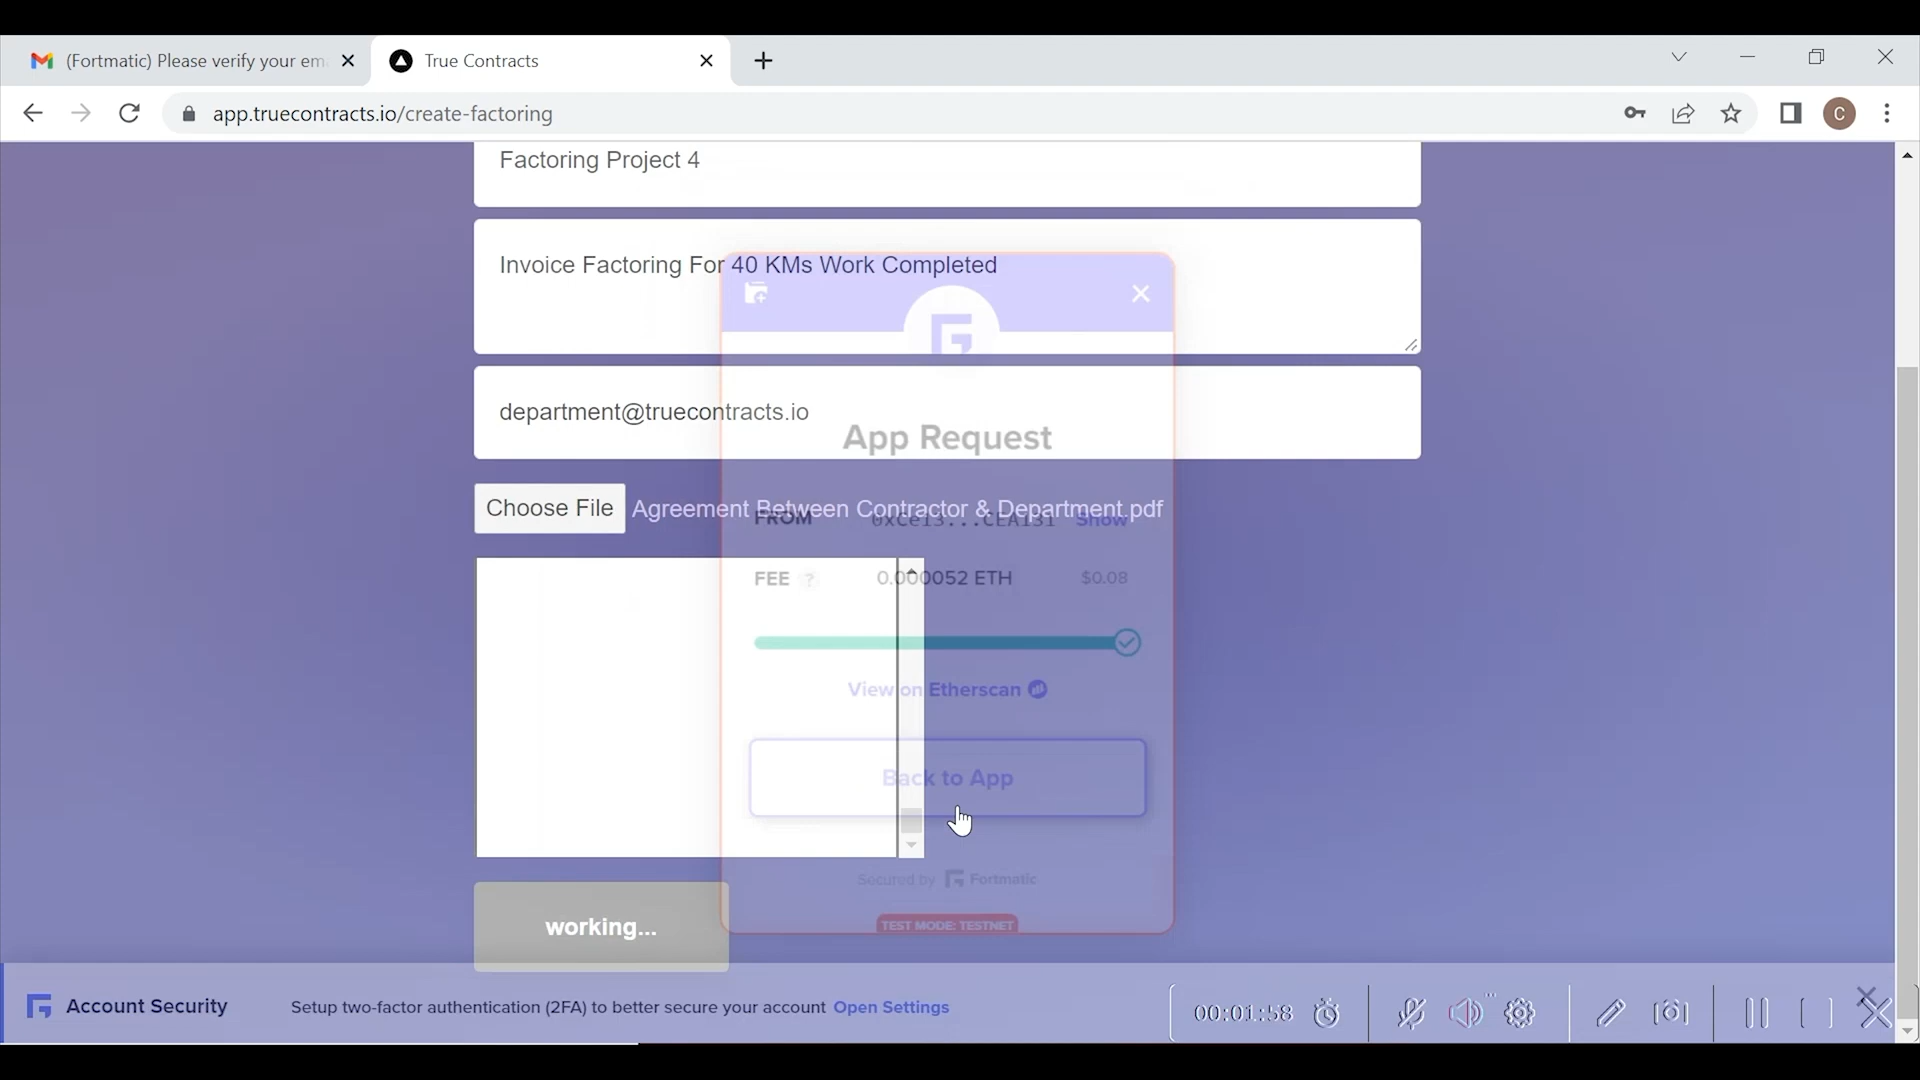 (Fortmatic) Please verify your em
True Contracts
app.truecontracts.io/create-factoring
C
Factoring Project 4
Invoice Factoring For 40 KMs Work Completed
department@truecontracts.io
App Request
Choose File
Agreement Between Contractor & Department.pdf
FROM 0xCe13...CEA131 Show
FEE ? 0.000052 ETH $0.08
View on Etherscan
Back to App
Secured by Fortmatic
TEST MODE: TESTNET
working...
Account Security
Setup two-factor authentication (2FA) to better secure your account Open Settings
00:01:58